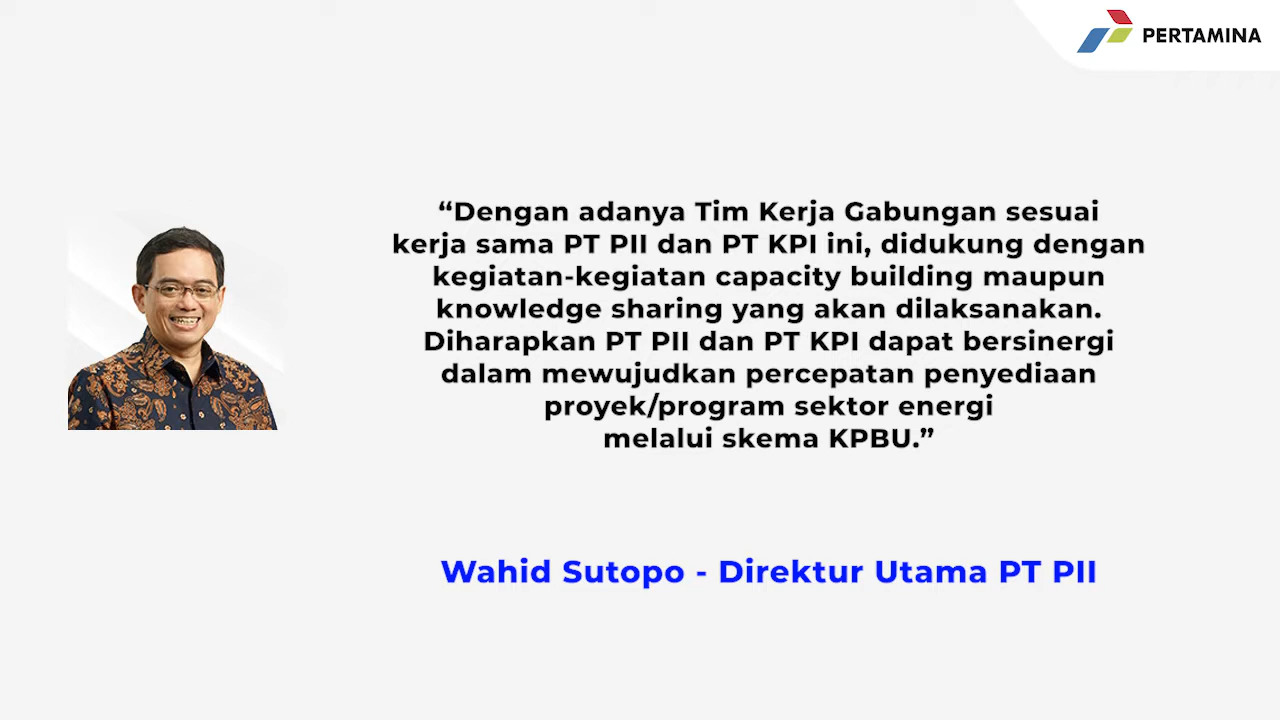 PERTAMINA
“Dengan adanya Tim Kerja Gabungan sesuai
kerja sama PT PII dan PT KPI ini, didukung dengan
kegiatan-kegiatan capacity building maupun
knowledge sharing yang akan dilaksanakan.
Diharapkan PT PII dan PT KPI dapat bersinergi
dalam mewujudkan percepatan penyediaan
proyek/program sektor energi
melalui skema KPBU.”
Wahid Sutopo - Direktur Utama PT PII